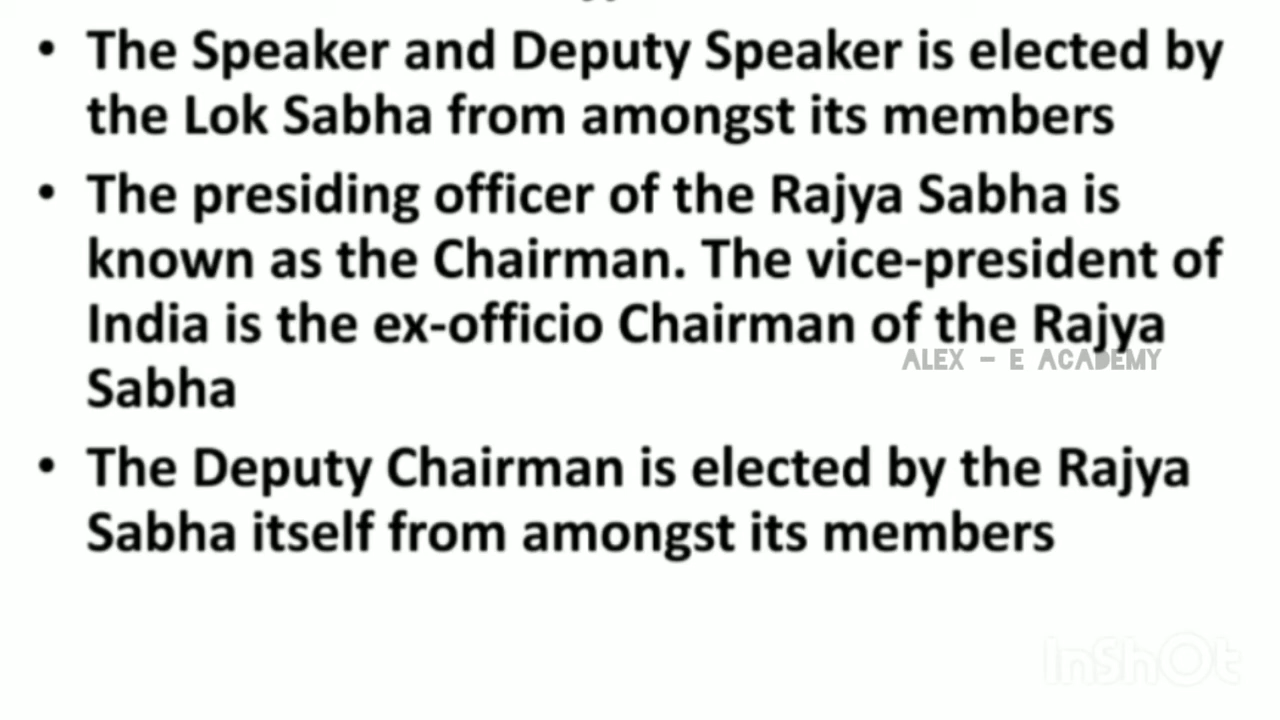 • The Speaker and Deputy Speaker is elected by
the Lok Sabha from amongst its members
• The presiding officer of the Rajya Sabha is
known as the Chairman. The vice-president of
India is the ex-officio Chairman of the Rajya
Sabha
ALEX - E ACADEMY
• The Deputy Chairman is elected by the Rajya
Sabha itself from amongst its members
InShOt